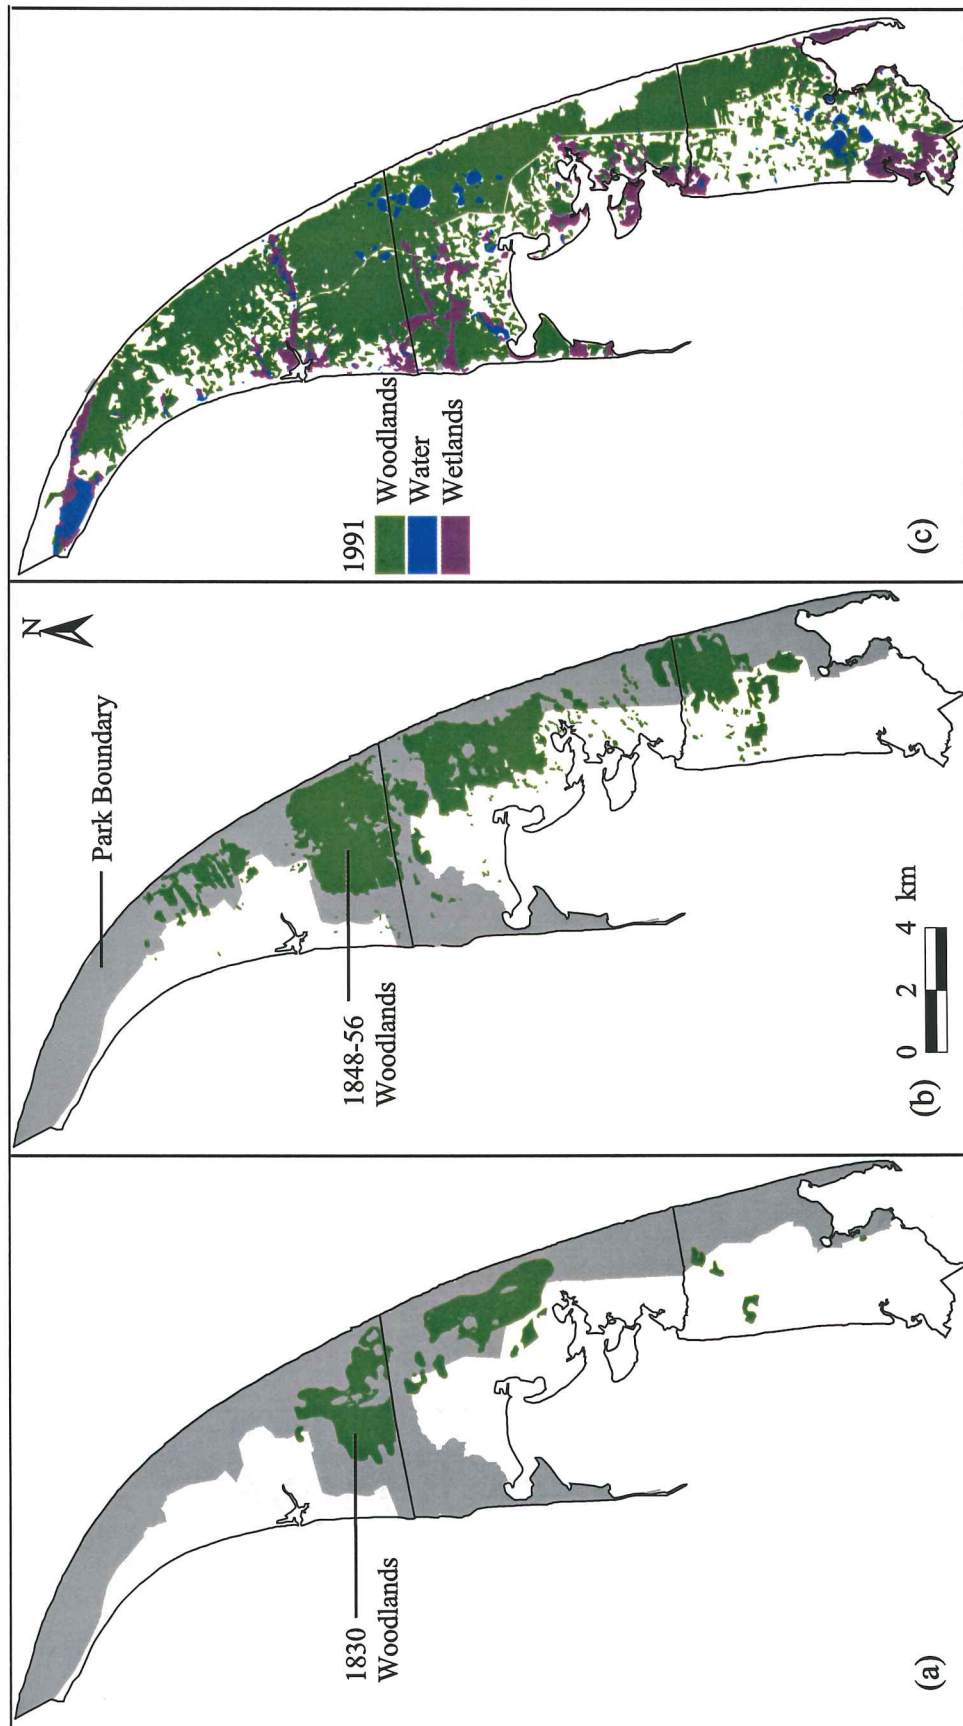 1830
Woodlands
(a)
Park Boundary
N
1848-56
Woodlands
(b)
0 2 4 km
1991
Woodlands
Water
Wetlands
(c)